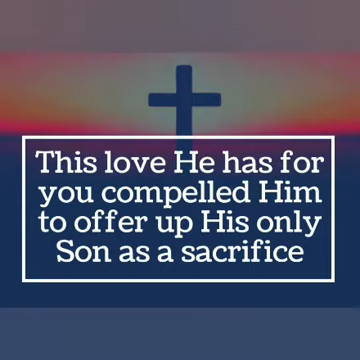 This love He has for
you compelled Him
to offer up His only
Son as a sacrifice